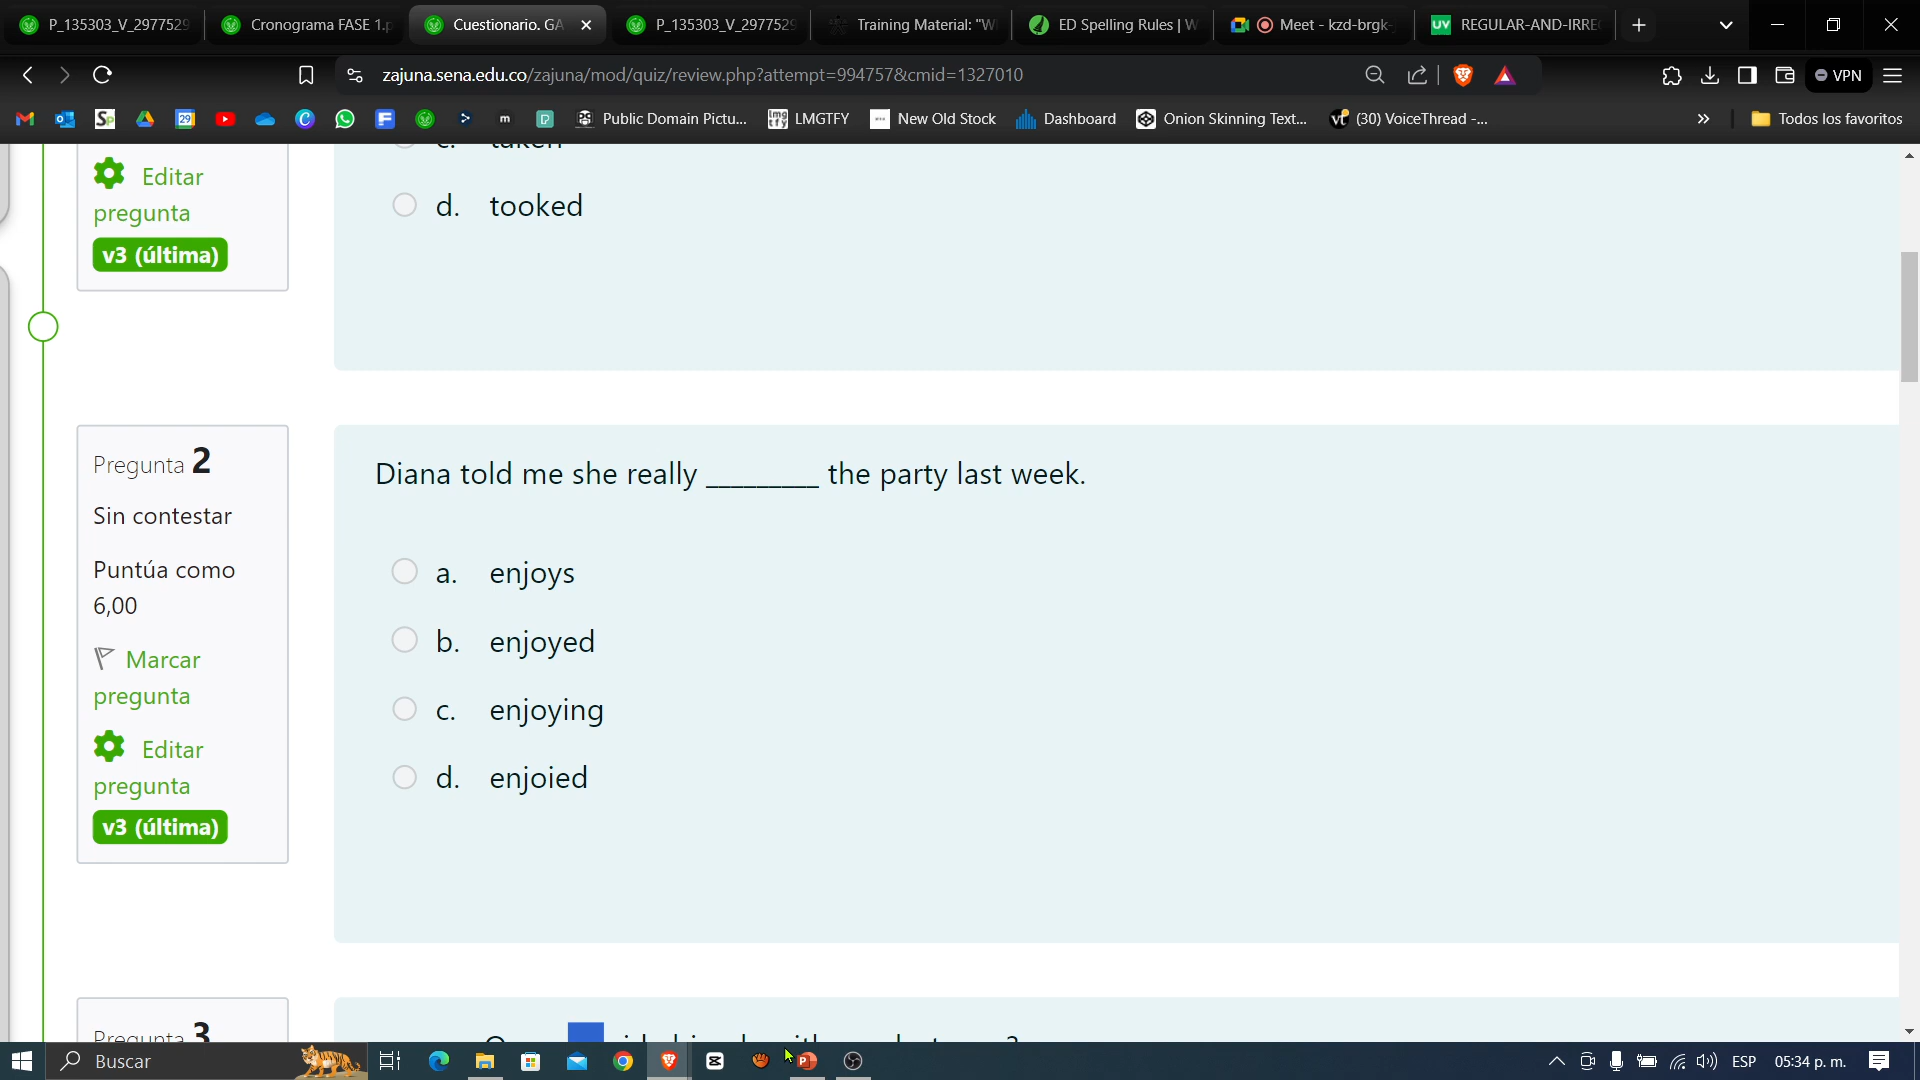 P_135303_V_2977529
Cronograma FASE 1.p
Cuestionario. GA
P_135303_V_2977529
Training Material: "W
ED Spelling Rules | W
Meet - kzd-brgk-
UV REGULAR-AND-IRRE
zajuna.sena.edu.co/zajuna/mod/quiz/review.php?attempt=994757&cmid=1327010
VPN
Public Domain Pictu...
LMGTFY
New Old Stock
Dashboard
Onion Skinning Text...
(30) VoiceThread -...
Todos los favoritos
c. taken
Editar
pregunta
v3 (última)
d. tooked
Pregunta 2
Sin contestar
Puntúa como
6,00
Marcar
pregunta
Editar
pregunta
v3 (última)
Diana told me she really _________ the party last week.
a. enjoys
b. enjoyed
c. enjoying
d. enjoied
Pregunta 3
Buscar
ESP
05:34 p. m.